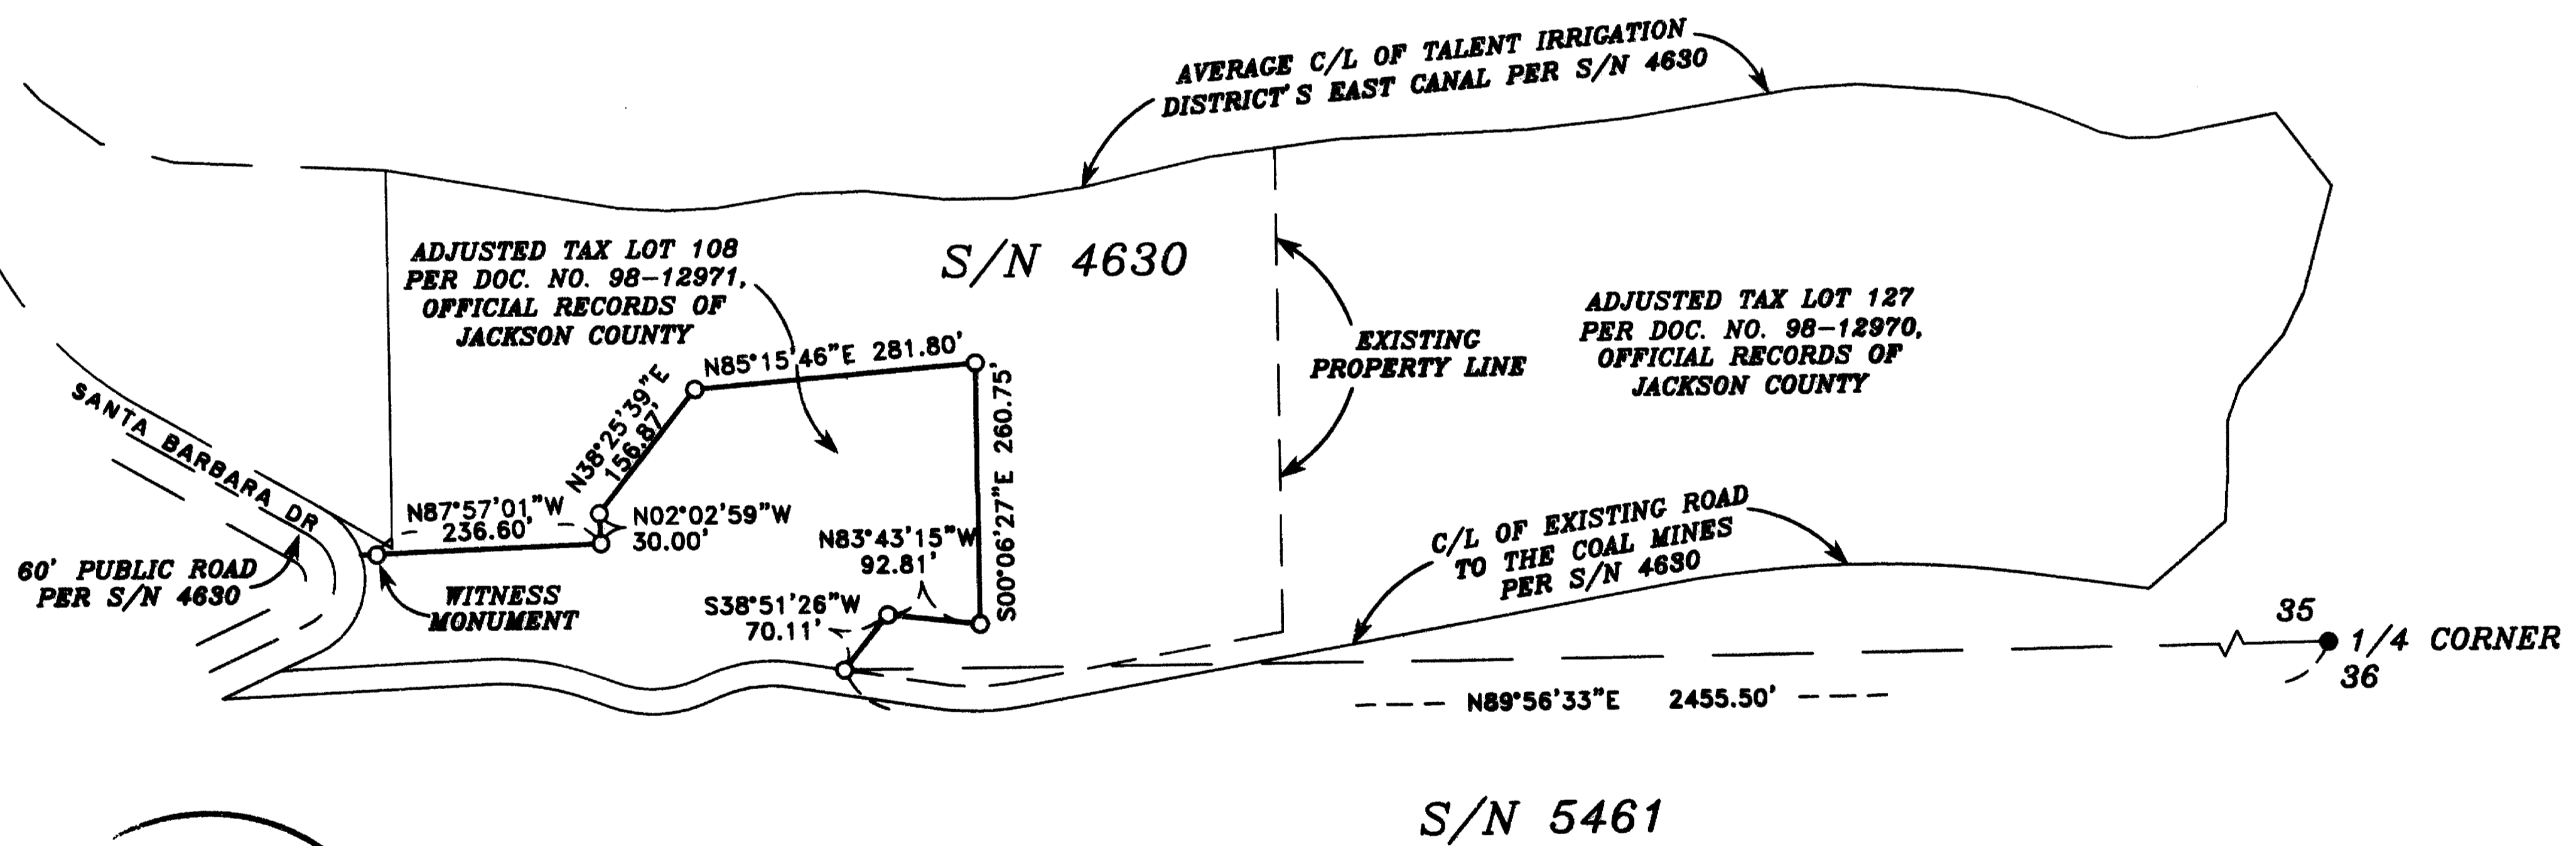 AVERAGE C/L OF TALENT IRRIGATION
DISTRICT'S EAST CANAL PER S/N 4630
ADJUSTED TAX LOT 108
PER DOC. NO. 98-12971,
OFFICIAL RECORDS OF
JACKSON COUNTY
S/N 4630
EXISTING
PROPERTY LINE
ADJUSTED TAX LOT 127
PER DOC. NO. 98-12970,
OFFICIAL RECORDS OF
JACKSON COUNTY
N85°15'46"E 281.80'
N38°25'39"E
156.87'
S00°06'27"E 260.75'
SANTA BARBARA DR
N87°57'01"W
236.60'
N02°02'59"W
30.00'
N83°43'15"W
92.81'
C/L OF EXISTING ROAD
TO THE COAL MINES
PER S/N 4630
60' PUBLIC ROAD
PER S/N 4630
WITNESS
MONUMENT
S38°51'26"W
70.11'
35
1/4 CORNER
36
N89°56'33"E 2455.50'
S/N 5461